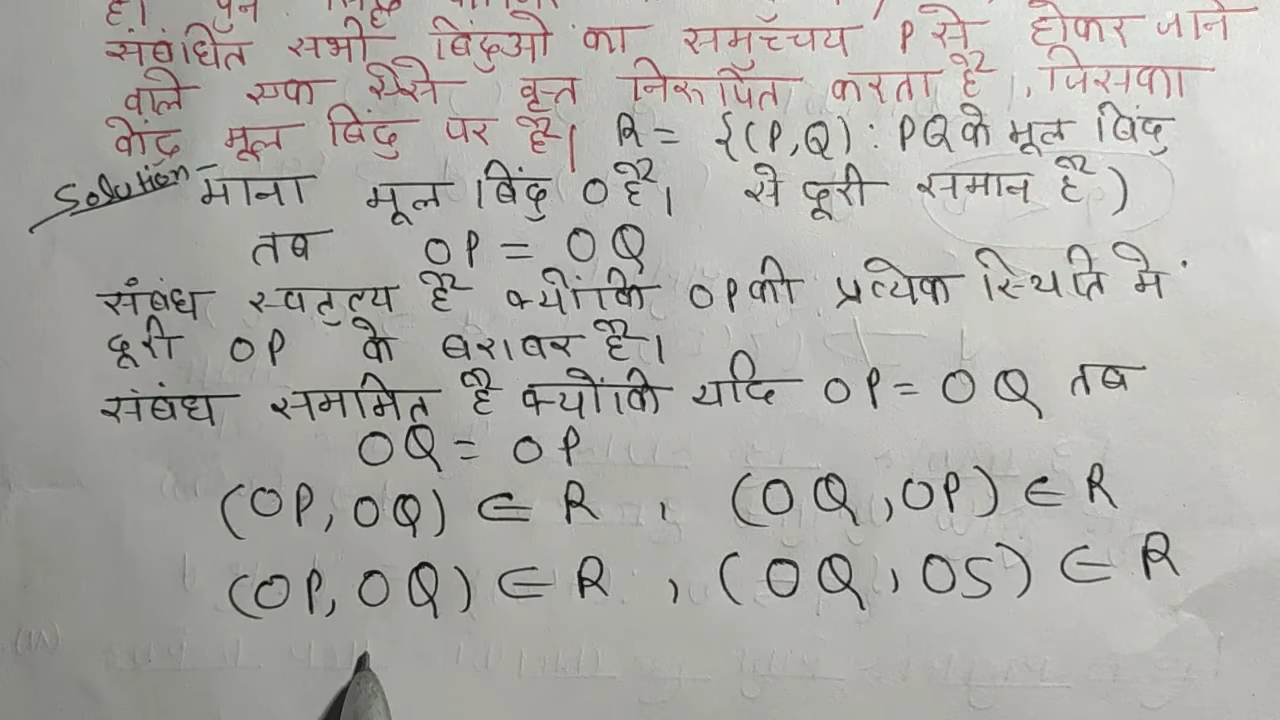 है। पुनः
संबंधित सभी बिंदुओं का समुच्चय P से होकर जाने
वाले एक ऐसे वृत्त निरूपित करता है, जिसका
केंद्र मूल बिंदु पर है। R = {(P,Q) : PQ के मूल बिंदु
Solution - माना मूल बिंदु O है। से दूरी समान है)
तब OP = OQ
संबंध स्वतुल्य है क्योंकि OP की प्रत्येक स्थिति में
दूरी OP के बराबर है।
संबंध सममित है क्योंकि यदि OP = OQ तब
OQ = OP
(OP, OQ) ∈ R , (OQ, OP) ∈ R
(OP, OQ) ∈ R , (OQ, OS) ∈ R